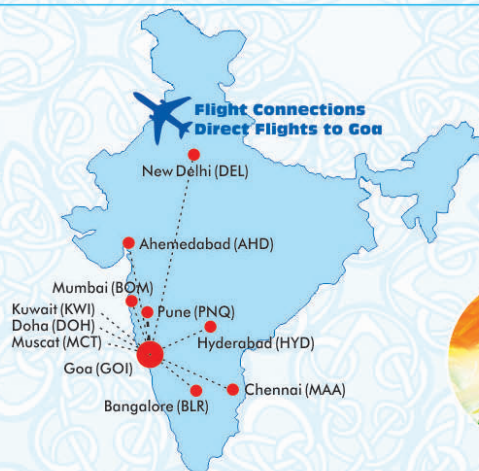 Flight Connections
Direct Flights to Goa
New Delhi (DEL)
Ahemedabad (AHD)
Mumbai (BOM)
Kuwait (KWI)
Pune (PNQ)
Doha (DOH)
Muscat (MCT)
Hyderabad (HYD)
Goa (GOI)
Chennai (MAA)
Bangalore (BLR)